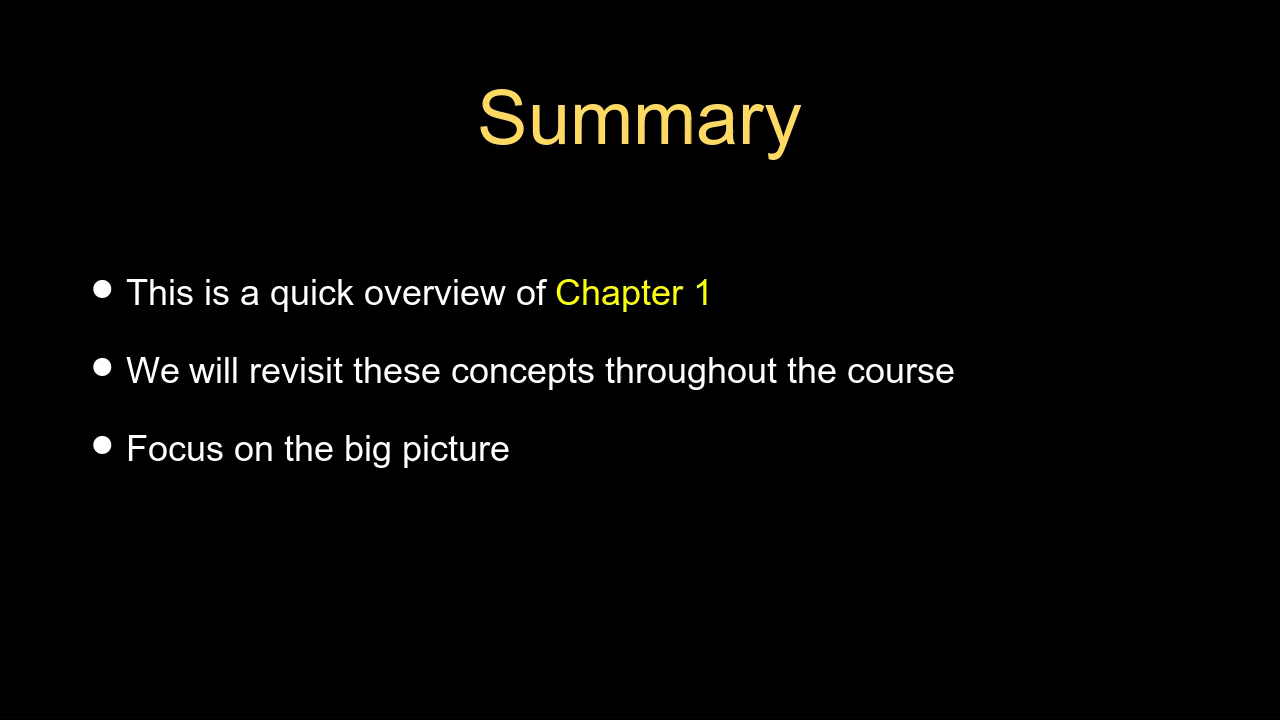 Summary
• This is a quick overview of Chapter 1
• We will revisit these concepts throughout the course
• Focus on the big picture